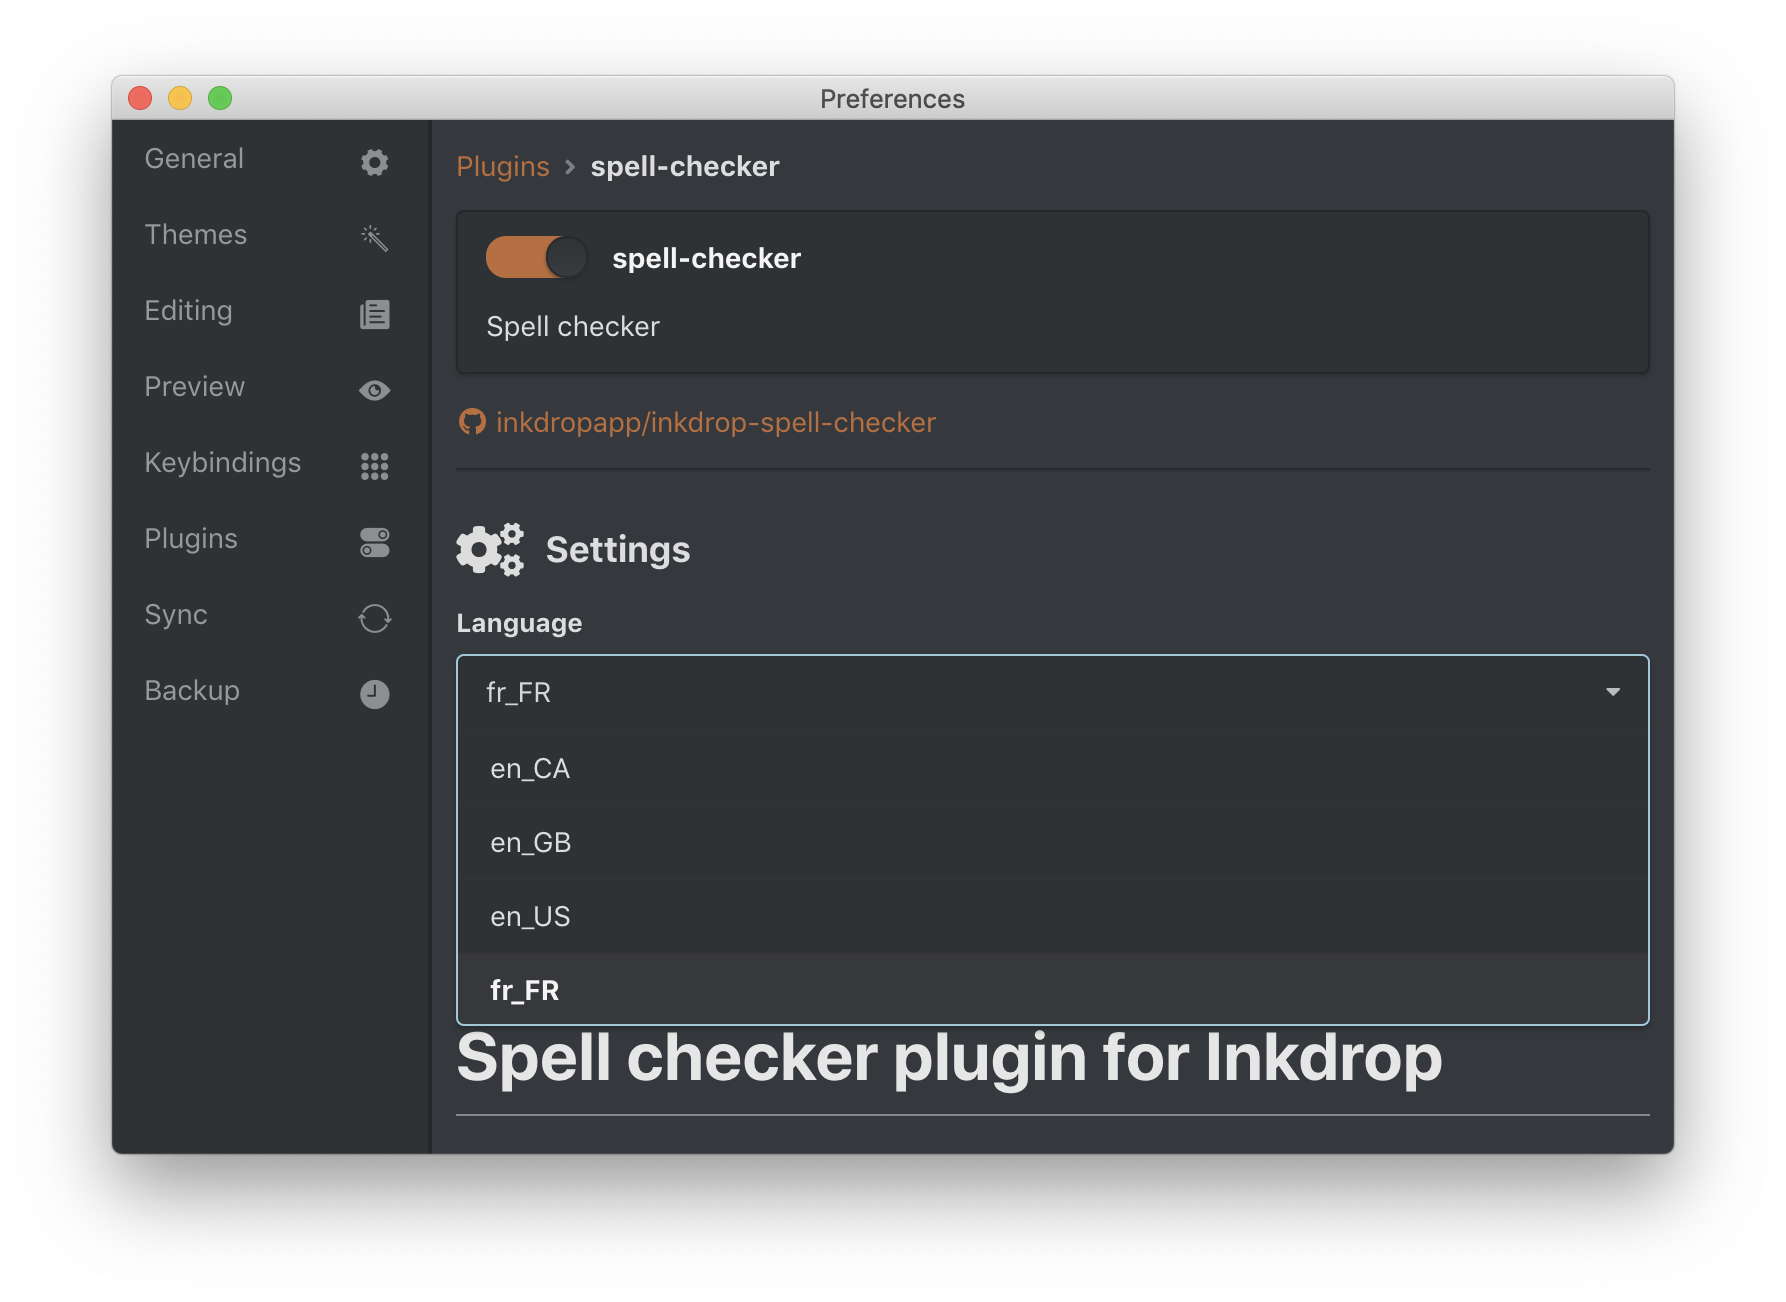 Preferences
General
Themes
Editing
Preview
Keybindings
Plugins
Sync
Backup
Plugins > spell-checker
spell-checker
Spell checker
inkdropapp/inkdrop-spell-checker
Settings
Language
fr_FR
en_CA
en_GB
en_US
fr_FR
Spell checker plugin for Inkdrop